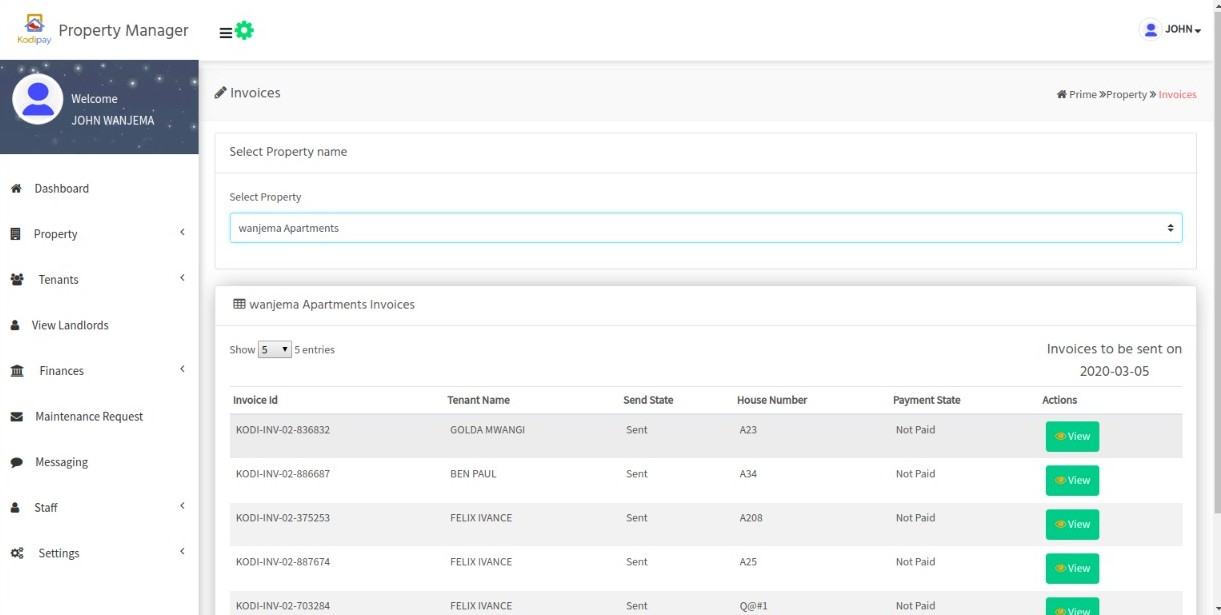 Kodipay
Property Manager
JOHN
Welcome
JOHN WANJEMA
Dashboard
Property
Tenants
View Landlords
Finances
Maintenance Request
Messaging
Staff
Settings
Invoices
Prime » Property » Invoices
Select Property name
Select Property
wanjema Apartments
wanjema Apartments Invoices
Show 5 5 entries
Invoices to be sent on
2020-03-05
Invoice Id Tenant Name Send State House Number Payment State Actions
KODI-INV-02-836832 GOLDA MWANGI Sent A23 Not Paid View
KODI-INV-02-886687 BEN PAUL Sent A34 Not Paid View
KODI-INV-02-375253 FELIX IVANCE Sent A208 Not Paid View
KODI-INV-02-887674 FELIX IVANCE Sent A25 Not Paid View
KODI-INV-02-703284 FELIX IVANCE Sent Q@#1 Not Paid View